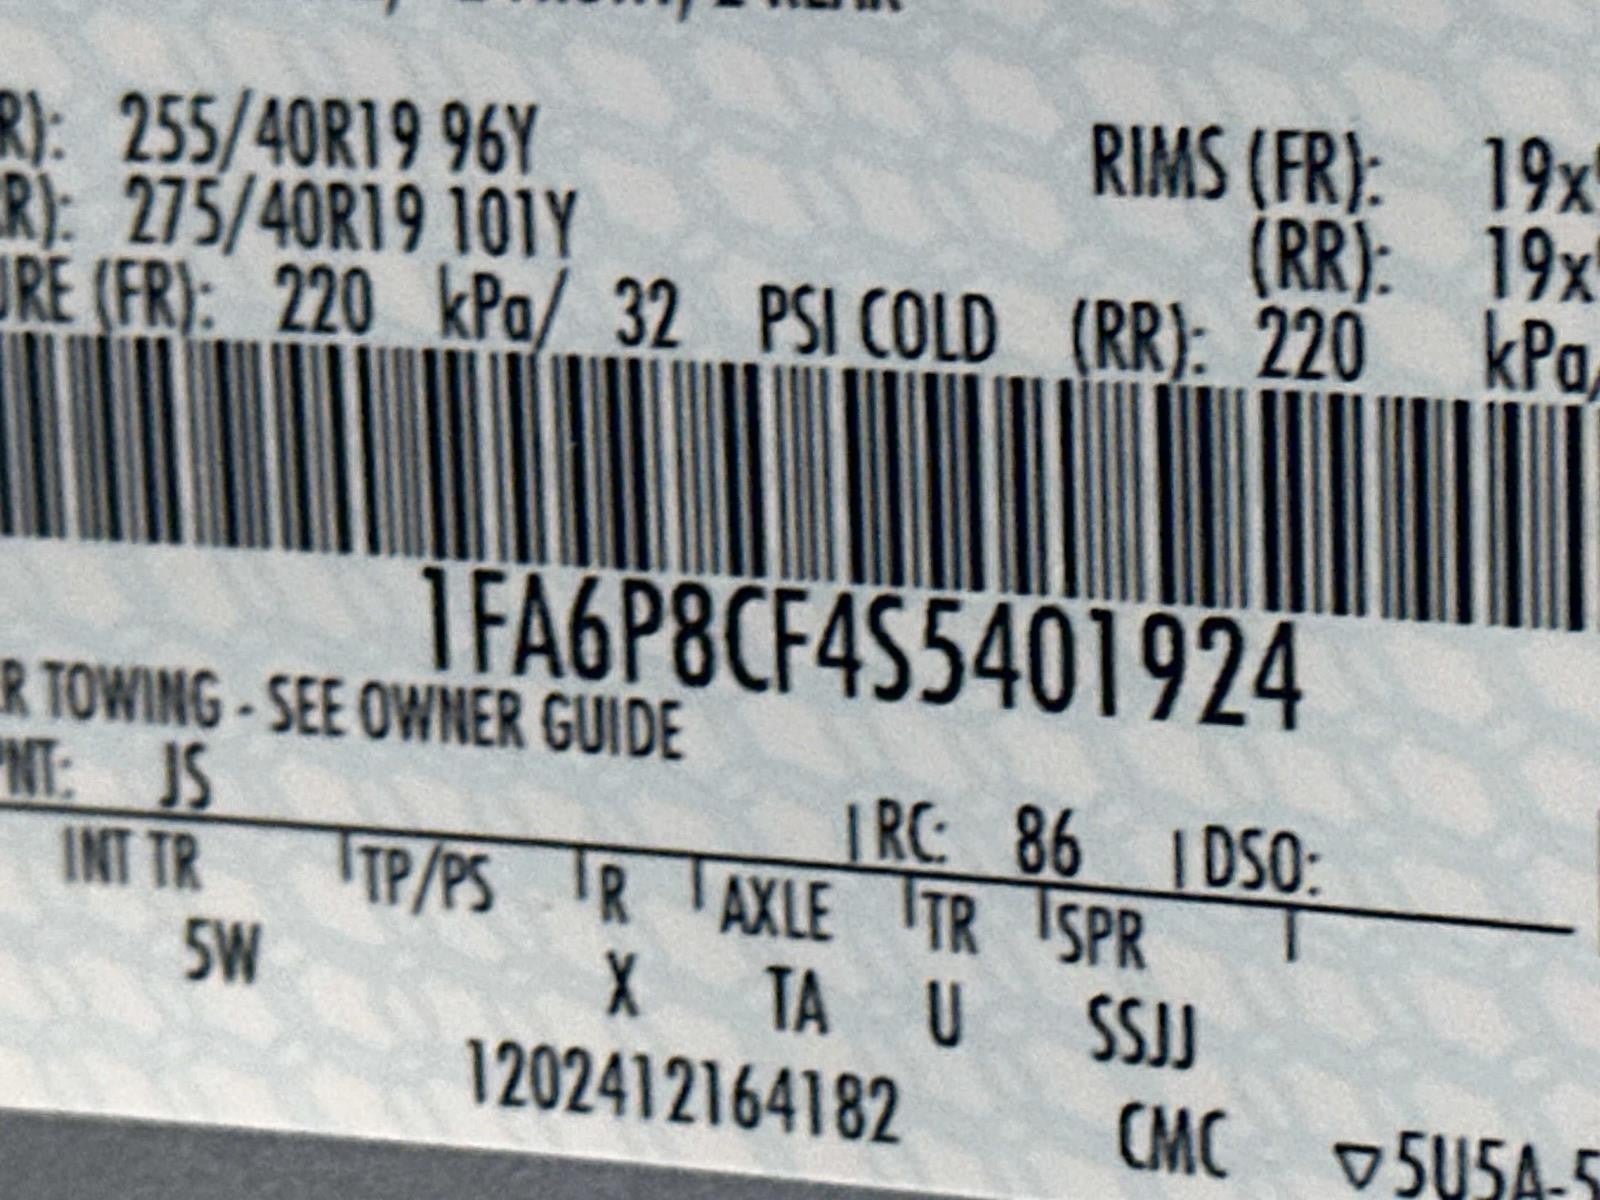 R): 255/40R19 96Y RIMS (FR): 19x
R): 275/40R19 101Y (RR): 19x
URE (FR): 220 kPa/ 32 PSI COLD (RR): 220 kPa/
1FA6P8CF4S5401924
R TOWING - SEE OWNER GUIDE
PNT: JS RC: 86 DSO:
INT TR TP/PS R AXLE TR SPR
5W X TA U SSJJ
1202412164182 CMC ▽5U5A-5